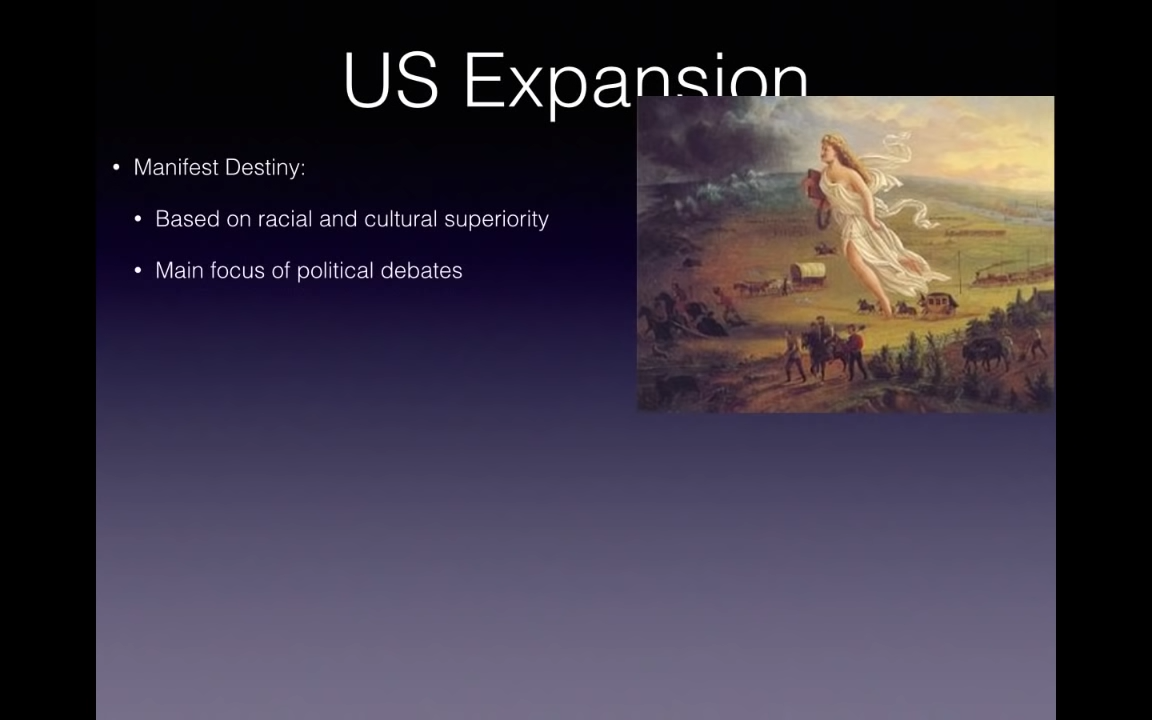 US Expansion
• Manifest Destiny:
• Based on racial and cultural superiority
• Main focus of political debates